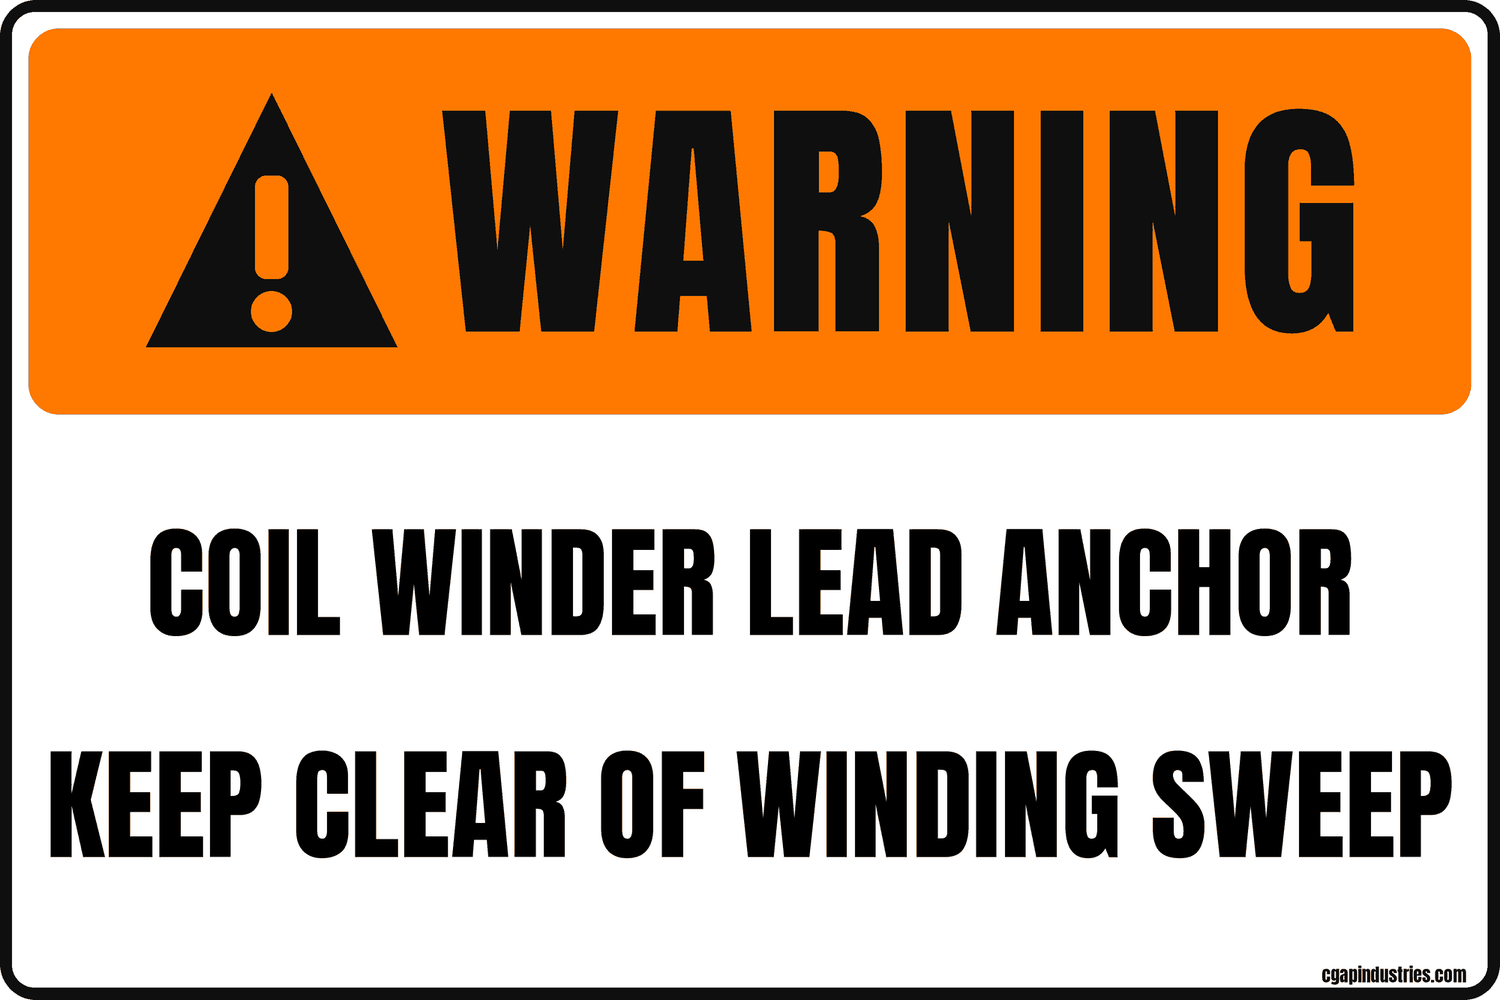 WARNING
COIL WINDER LEAD ANCHOR
KEEP CLEAR OF WINDING SWEEP
cgapindustries.com